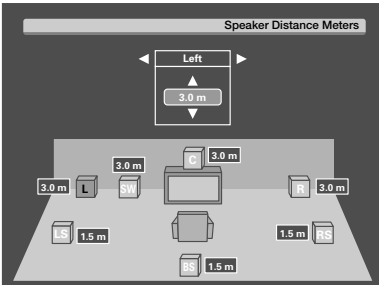 Speaker Distance Meters
Left
3.0 m
C 3.0 m
3.0 m
3.0 m L SW R 3.0 m
LS 1.5 m 1.5 m RS
BS 1.5 m